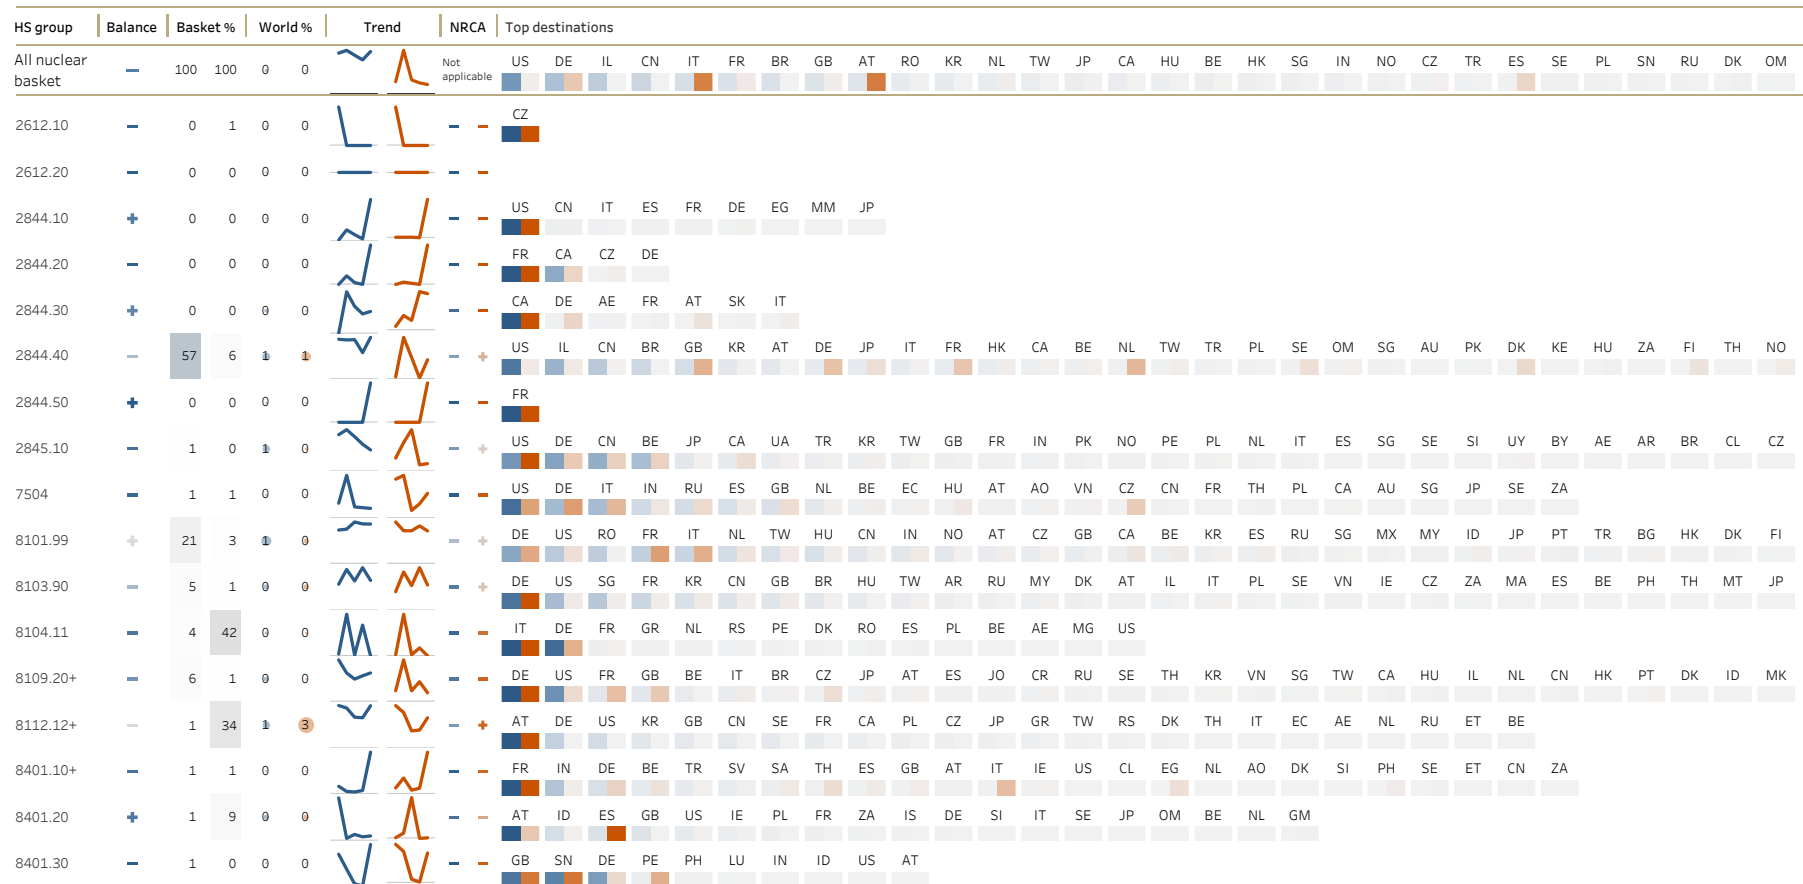 HS group Balance Basket % World % Trend NRCA Top destinations
All nuclear basket 100 100 0 0 Not applicable US DE IL CN IT FR BR GB AT RO KR NL TW JP CA HU BE HK SG IN NO CZ TR ES SE PL SN RU DK OM
2612.10 − 0 1 0 0 − − CZ
2612.20 − 0 0 0 0 − −
2844.10 + 0 0 0 0 − − US CN IT ES FR DE EG MM JP
2844.20 − 0 0 0 0 − − FR CA CZ DE
2844.30 + 0 0 0 0 − − CA DE AE FR AT SK IT
2844.40 − 57 6 1 1 − + US IL CN BR GB KR AT DE JP IT FR HK CA BE NL TW TR PL SE OM SG AU PK DK KE HU ZA FI TH NO
2844.50 + 0 0 0 0 − − FR
2845.10 − 1 0 1 0 − + US DE CN BE JP CA UA TR KR TW GB FR IN PK NO PE PL NL IT ES SG SE SI UY BY AE AR BR CL CZ
7504 − 1 1 0 0 − − US DE IT IN RU ES GB NL BE EC HU AT AO VN CZ CN FR TH PL CA AU SG JP SE ZA
8101.99 + 21 3 1 0 − + DE US RO FR IT NL TW HU CN IN NO AT CZ GB CA BE KR ES RU SG MX MY ID JP PT TR BG HK DK FI
8103.90 − 5 1 0 0 − + DE US SG FR KR CN GB BR HU TW AR RU MY DK AT IL IT PL SE VN IE CZ ZA MA ES BE PH TH MT JP
8104.11 − 4 42 0 0 − − IT DE FR GR NL RS PE DK RO ES PL BE AE MG US
8109.20+ − 6 1 0 0 − − DE US FR GB BE IT BR CZ JP AT ES JO CR RU SE TH KR VN SG TW CA HU IL NL CN HK PT DK ID MK
8112.12+ − 1 34 1 3 − + AT DE US KR GB CN SE FR CA PL CZ JP GR TW RS DK TH IT EC AE NL RU ET BE
8401.10+ − 1 1 0 0 − − FR IN DE BE TR SV SA TH ES GB AT IT IE US CL EG NL AO DK SI PH SE ET CN ZA
8401.20 + 1 9 0 0 − − AT ID ES GB US IE PL FR ZA IS DE SI IT SE JP OM BE NL GM
8401.30 − 1 0 0 0 − − GB SN DE PE PH LU IN ID US AT